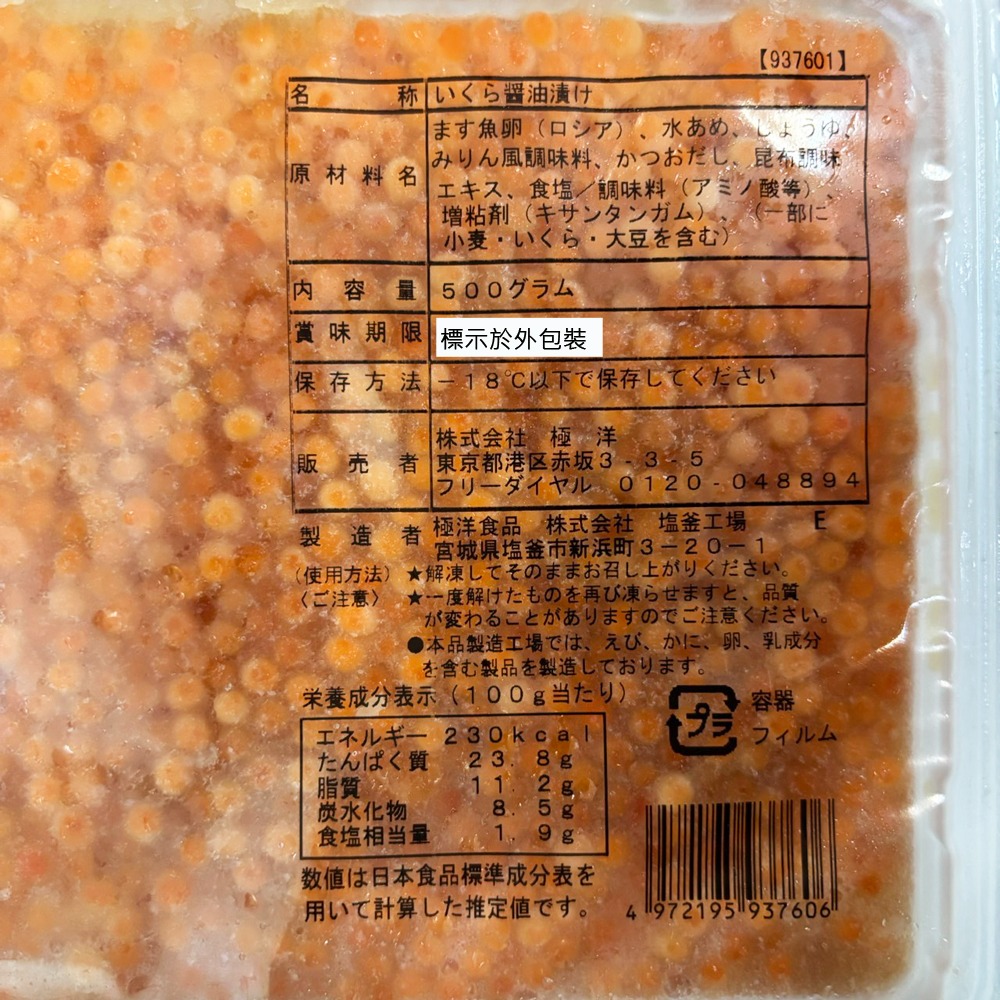 【937601】
名称 いくら醤油漬け
原材料名 ます魚卵（ロシア）、水あめ、しょうゆ、
みりん風調味料、かつおだし、昆布調味
エキス、食塩／調味料（アミノ酸等）、
増粘剤（キサンタンガム）、（一部に
小麦・いくら・大豆を含む）
内容量 500グラム
賞味期限 標示於外包裝
保存方法 －18℃以下で保存してください
販売者 株式会社 極洋
東京都港区赤坂3-3-5
フリーダイヤル 0120-048894
製造者 極洋食品 株式会社 塩釜工場 E
宮城県塩釜市新浜町3－20－1
（使用方法）★解凍してそのままお召し上がりください。
〈ご注意〉★一度解けたものを再び凍らせますと、品質
が変わることがありますのでご注意ください。
●本品製造工場では、えび、かに、卵、乳成分
を含む製品を製造しております。
栄養成分表示（100g当たり）
エネルギー 230kcal
たんぱく質 23.8g
脂質 11.2g
炭水化物 8.5g
食塩相当量 1.9g
数値は日本食品標準成分表を
用いて計算した推定値です。
プラ
容器
フィルム
4 972195 937606